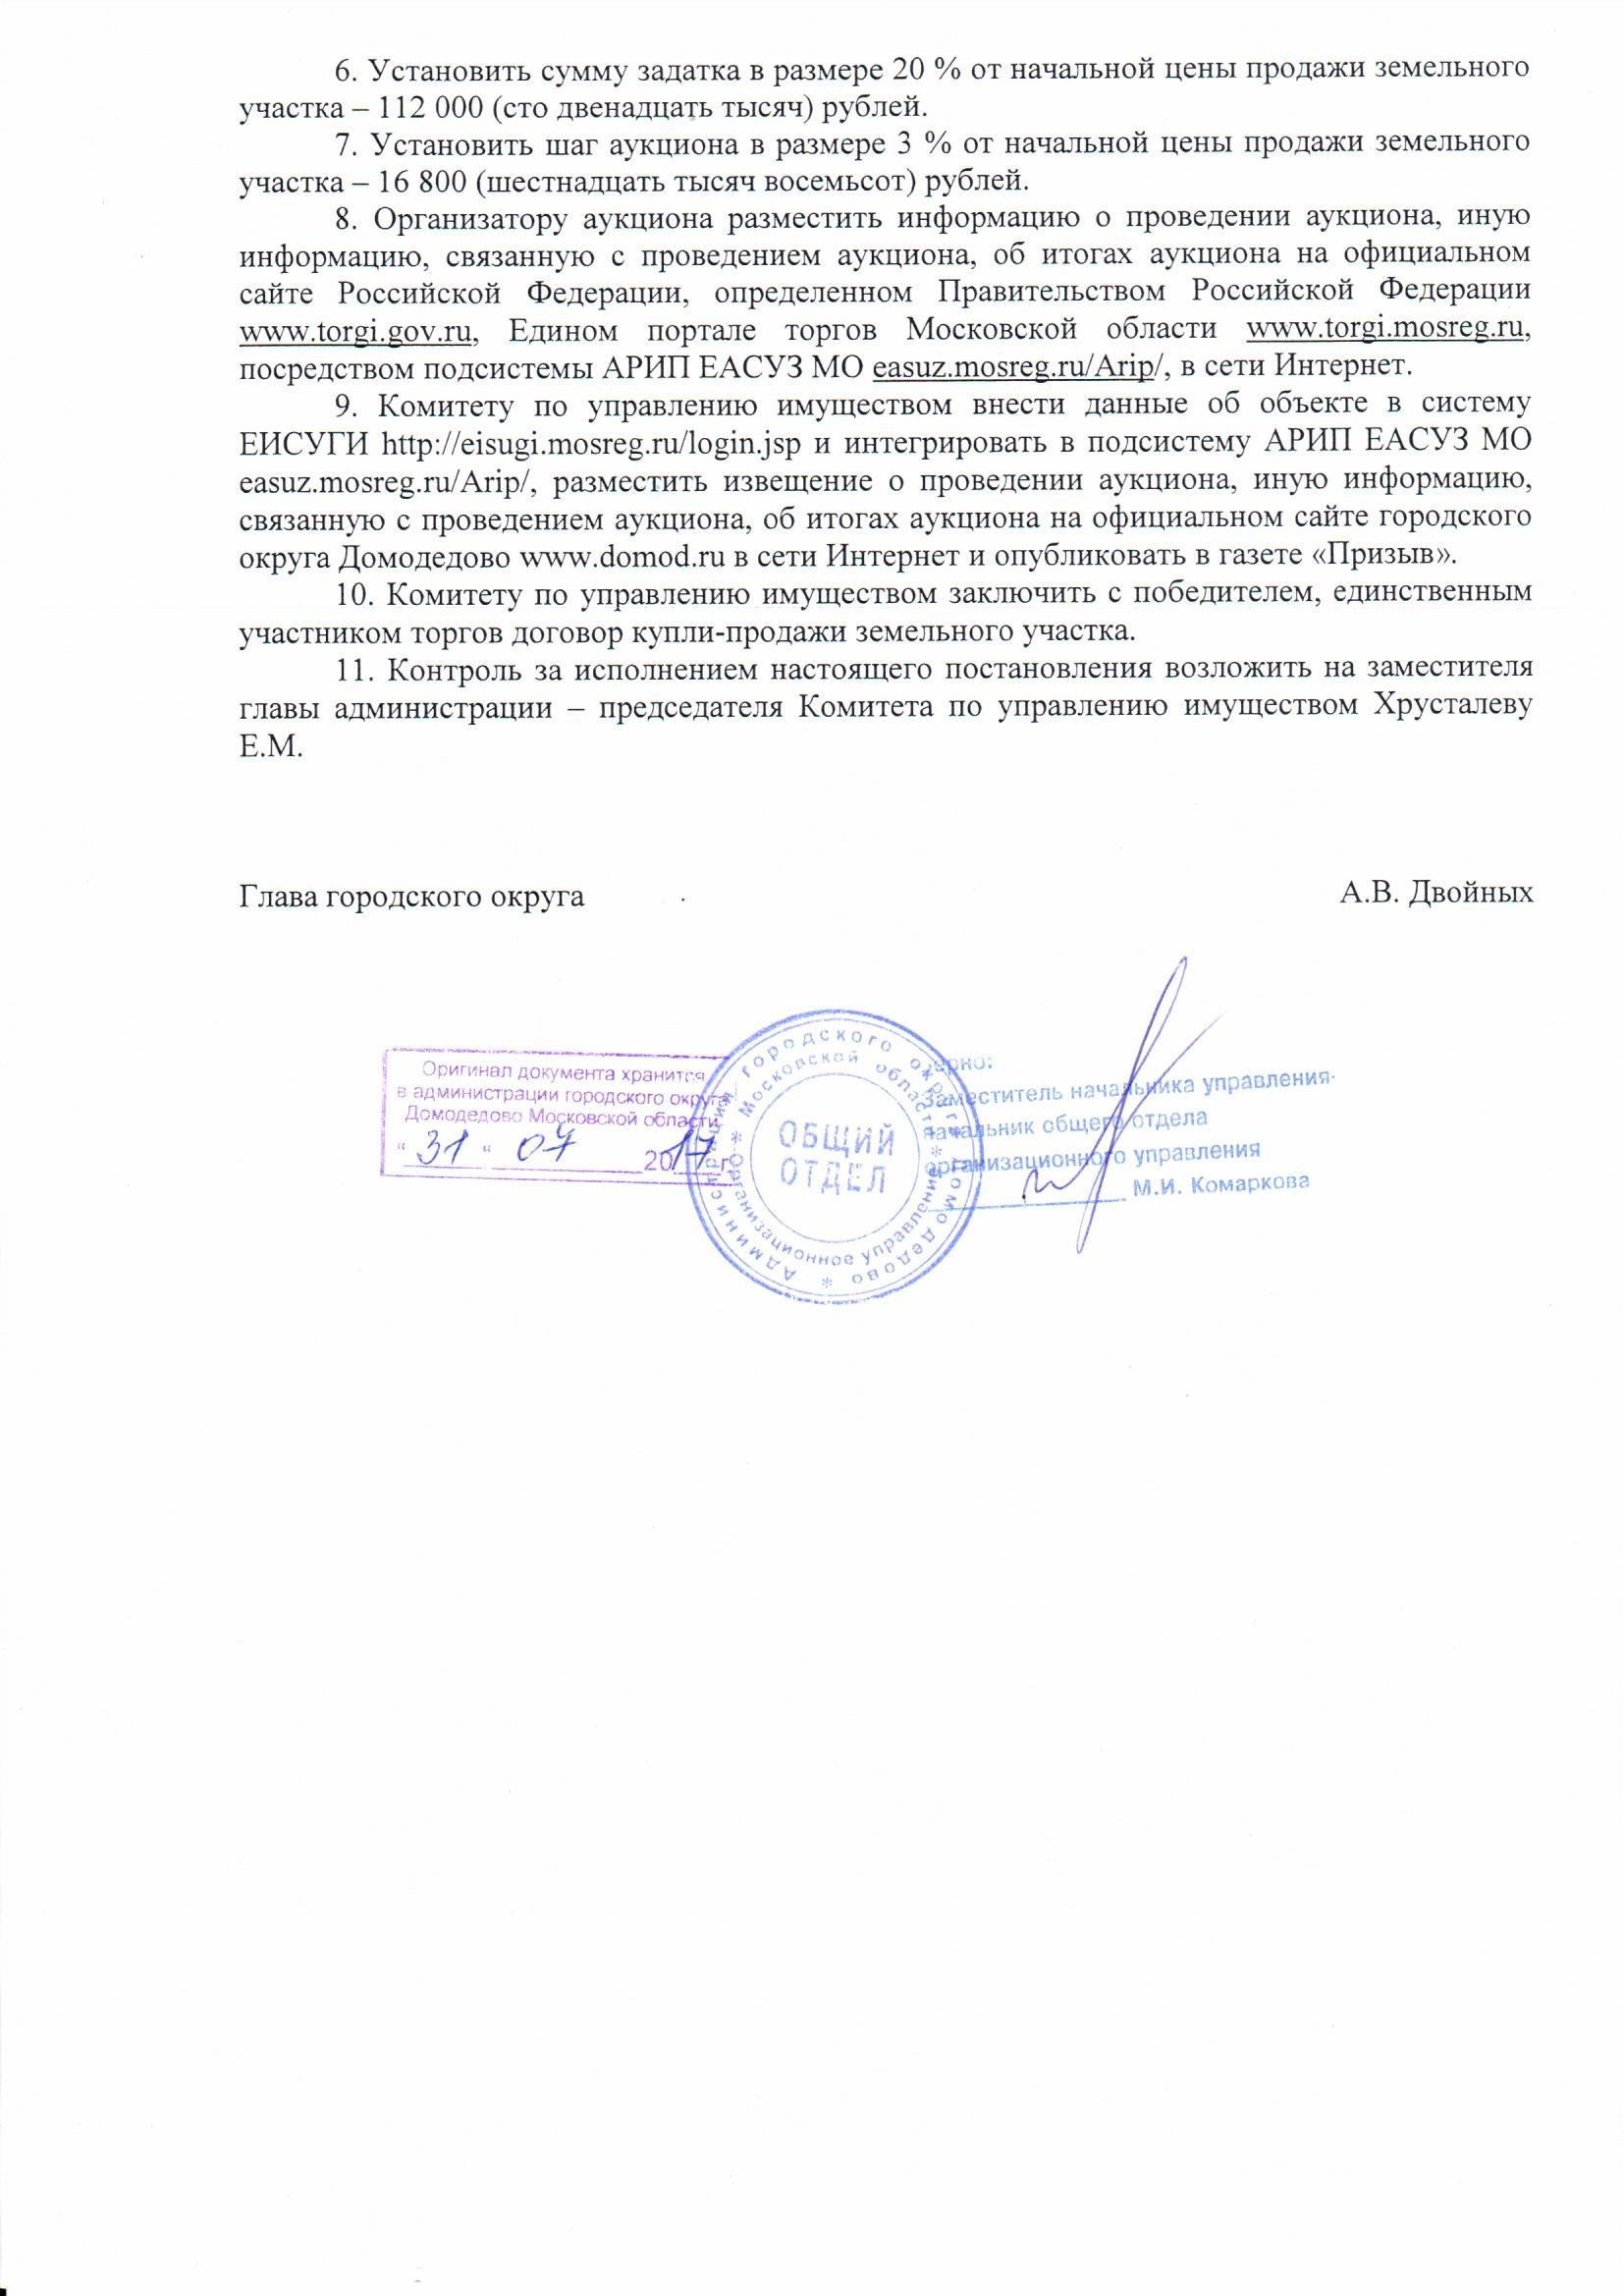 6. Установить сумму задатка в размере 20 % от начальной цены продажи земельного
участка – 112 000 (сто двенадцать тысяч) рублей.
7. Установить шаг аукциона в размере 3 % от начальной цены продажи земельного
участка – 16 800 (шестнадцать тысяч восемьсот) рублей.
8. Организатору аукциона разместить информацию о проведении аукциона, иную
информацию, связанную с проведением аукциона, об итогах аукциона на официальном
сайте Российской Федерации, определенном Правительством Российской Федерации
www.torgi.gov.ru, Едином портале торгов Московской области www.torgi.mosreg.ru,
посредством подсистемы АРИП ЕАСУЗ МО easuz.mosreg.ru/Arip/, в сети Интернет.
9. Комитету по управлению имуществом внести данные об объекте в систему
ЕИСУГИ http://eisugi.mosreg.ru/login.jsp и интегрировать в подсистему АРИП ЕАСУЗ МО
easuz.mosreg.ru/Arip/, разместить извещение о проведении аукциона, иную информацию,
связанную с проведением аукциона, об итогах аукциона на официальном сайте городского
округа Домодедово www.domod.ru в сети Интернет и опубликовать в газете «Призыв».
10. Комитету по управлению имуществом заключить с победителем, единственным
участником торгов договор купли-продажи земельного участка.
11. Контроль за исполнением настоящего постановления возложить на заместителя
главы администрации – председателя Комитета по управлению имуществом Хрусталеву
Е.М.
Глава городского округа А.В. Двойных
Оригинал документа хранится
в администрации городского округа
Домодедово Московской области
"31" 07 2017 г.
Администрация городского округа Домодедово
Московской области * Организационное управление *
ОБЩИЙ
ОТДЕЛ
Верно:
Заместитель начальника управления-
начальник общего отдела
организационного управления
М.И. Комаркова